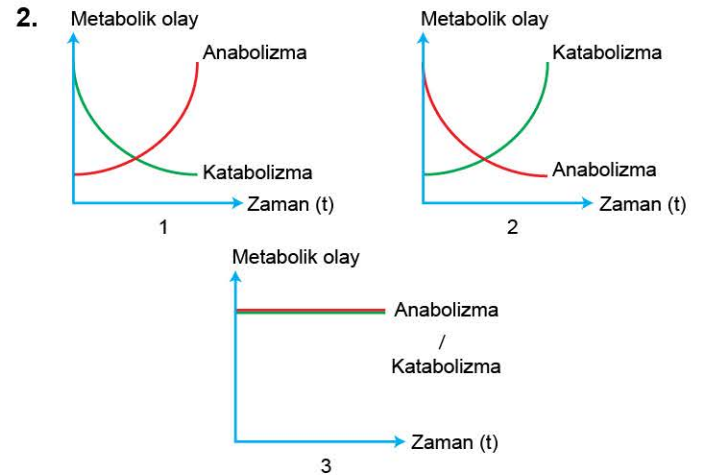 2.
Metabolik olay
Anabolizma
Katabolizma
Zaman (t)
1
Metabolik olay
Katabolizma
Anabolizma
Zaman (t)
2
Metabolik olay
Anabolizma
/
Katabolizma
Zaman (t)
3